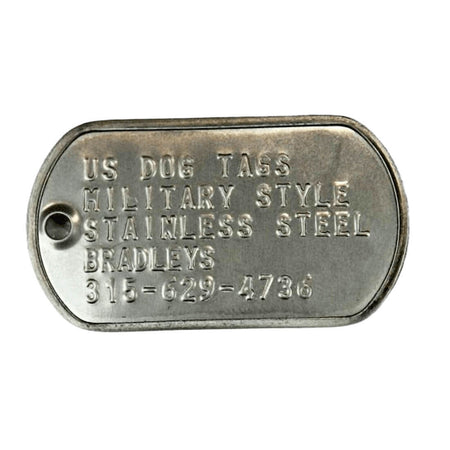 US DOG TAGS
MILITARY STYLE
STAINLESS STEEL
BRADLEYS
315-629-4736